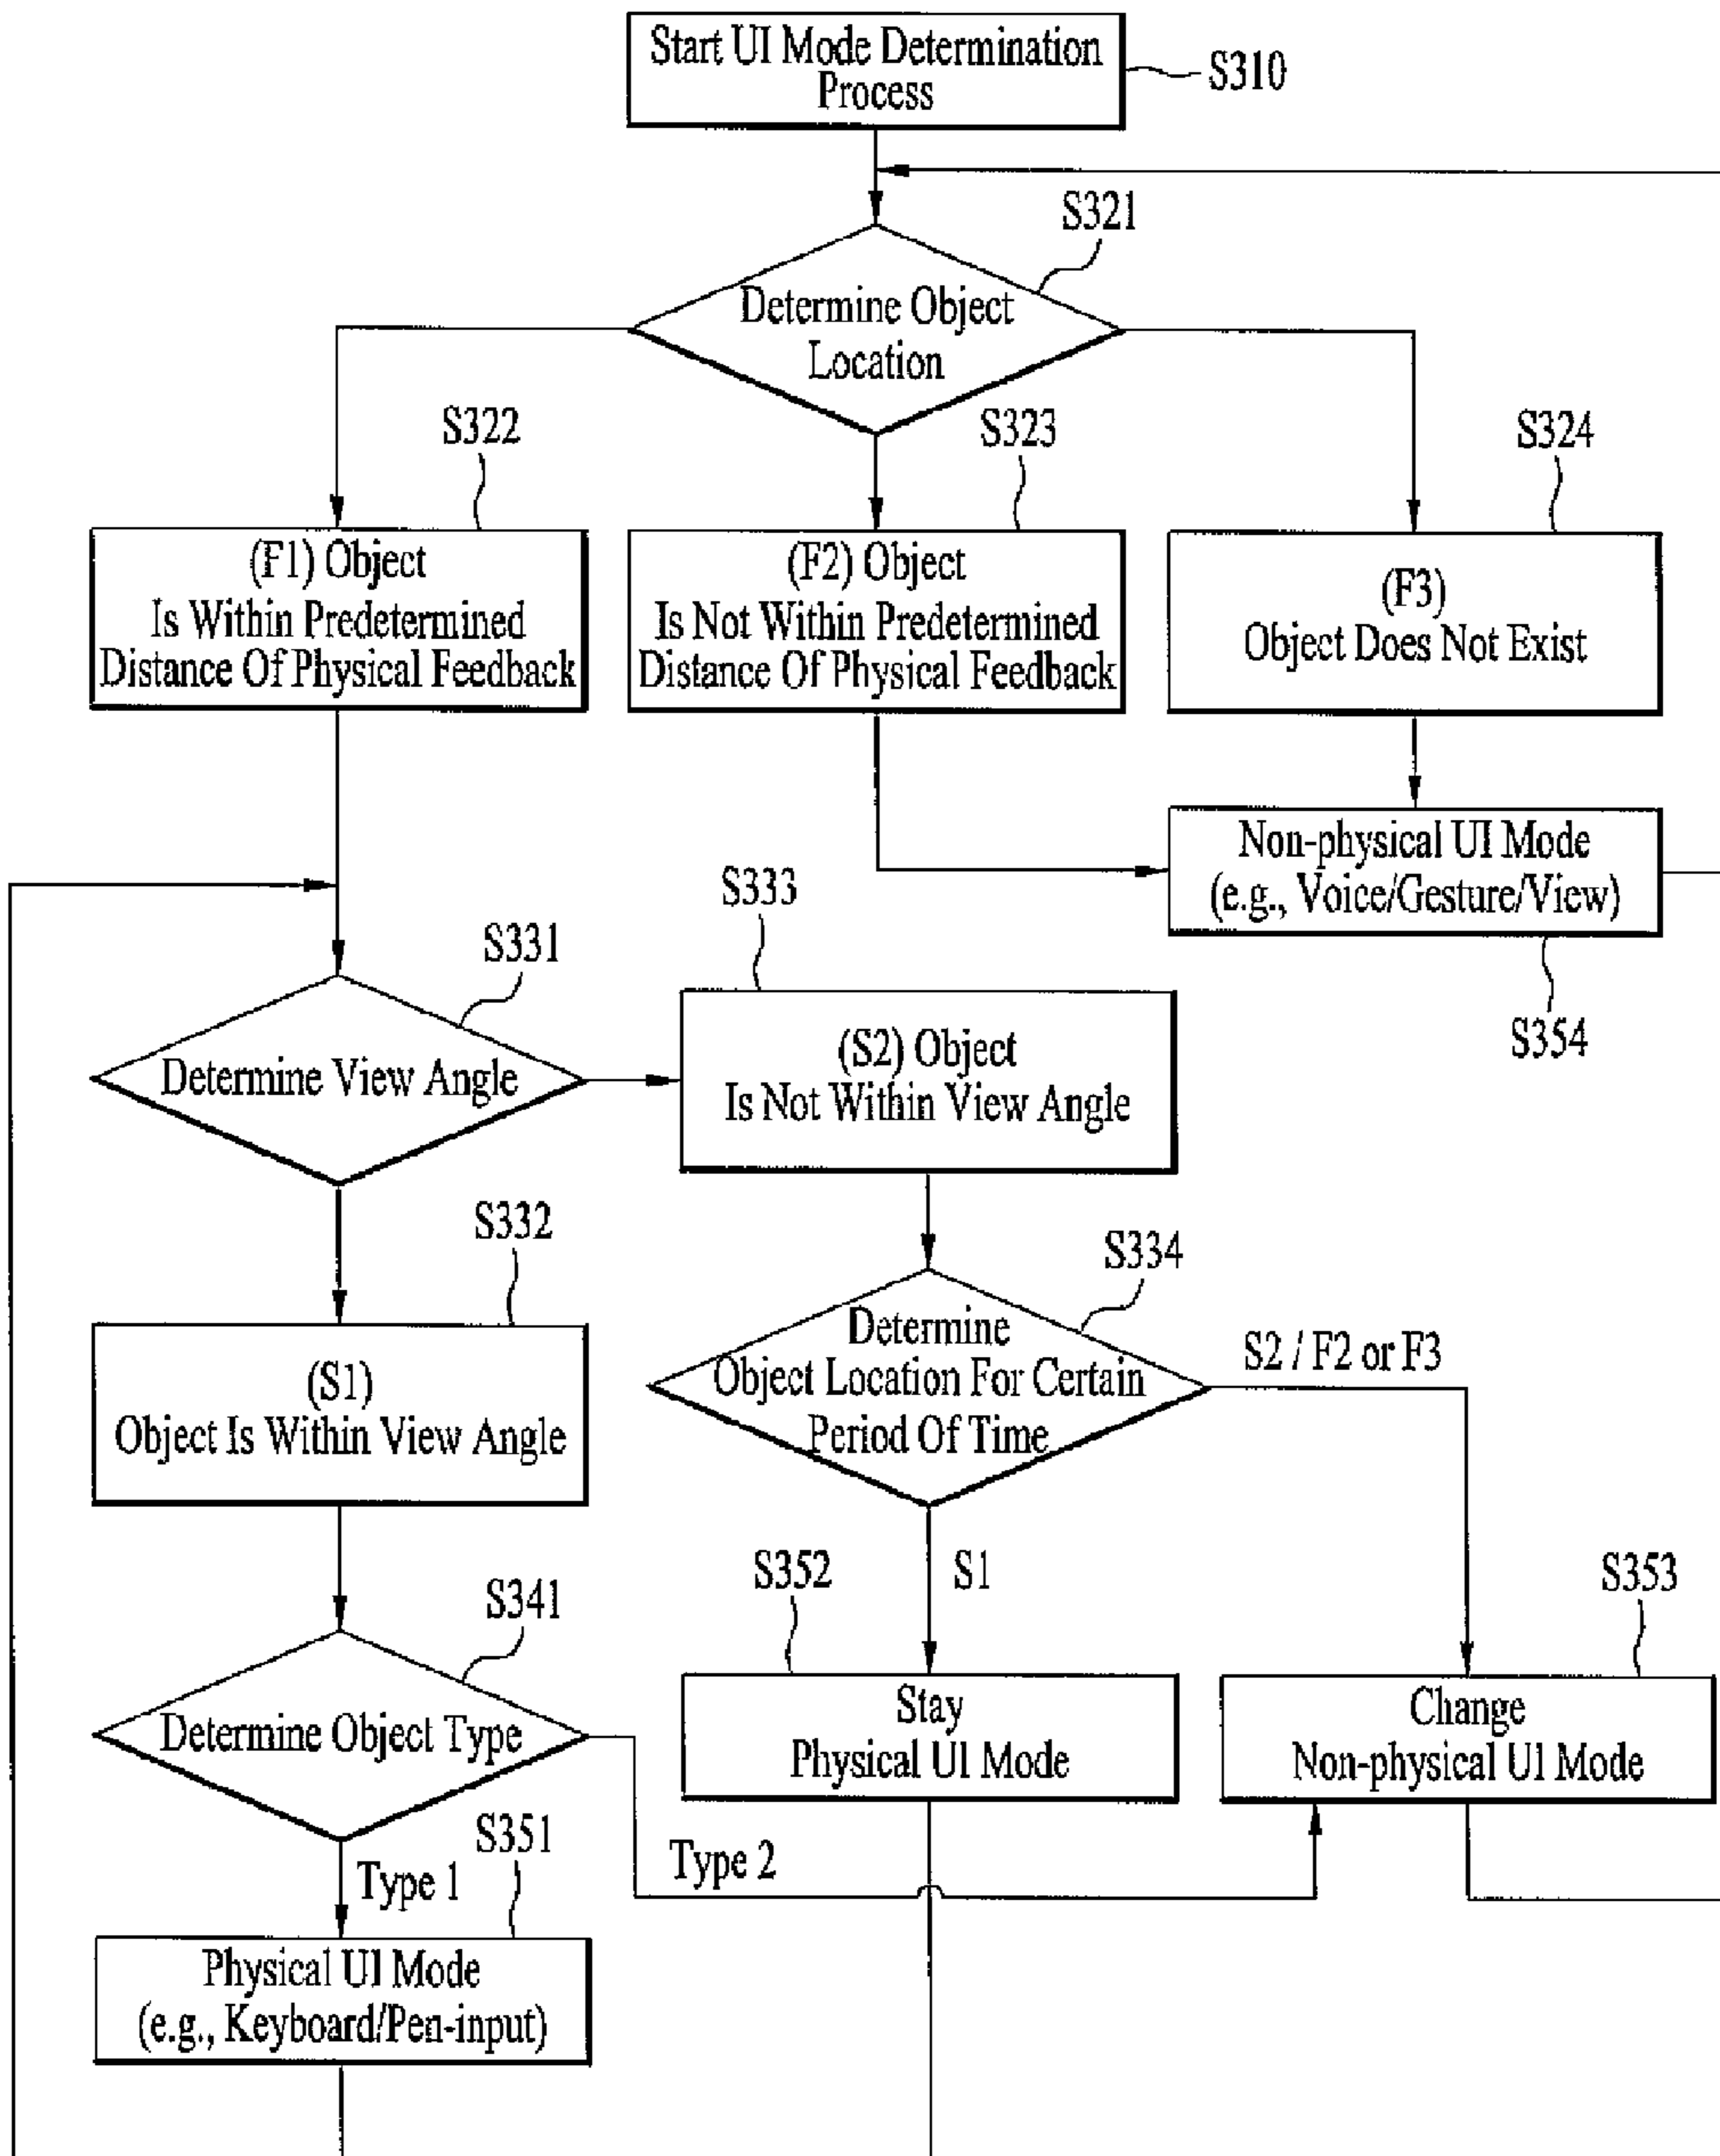 Start UI Mode Determination
Process
S310
S321
Determine Object
Location
S322
S323
S324
(F1) Object
Is Within Predetermined
Distance Of Physical Feedback
(F2) Object
Is Not Within Predetermined
Distance Of Physical Feedback
(F3)
Object Does Not Exist
Non-physical UI Mode
(e.g., Voice/Gesture/View)
S354
S331
Determine View Angle
S333
(S2) Object
Is Not Within View Angle
S332
(S1)
Object Is Within View Angle
S334
Determine
Object Location For Certain
Period Of Time
S2 / F2 or F3
S1
S341
Determine Object Type
S352
Stay
Physical UI Mode
S353
Change
Non-physical UI Mode
Type 1
Type 2
S351
Physical UI Mode
(e.g., Keyboard/Pen-input)